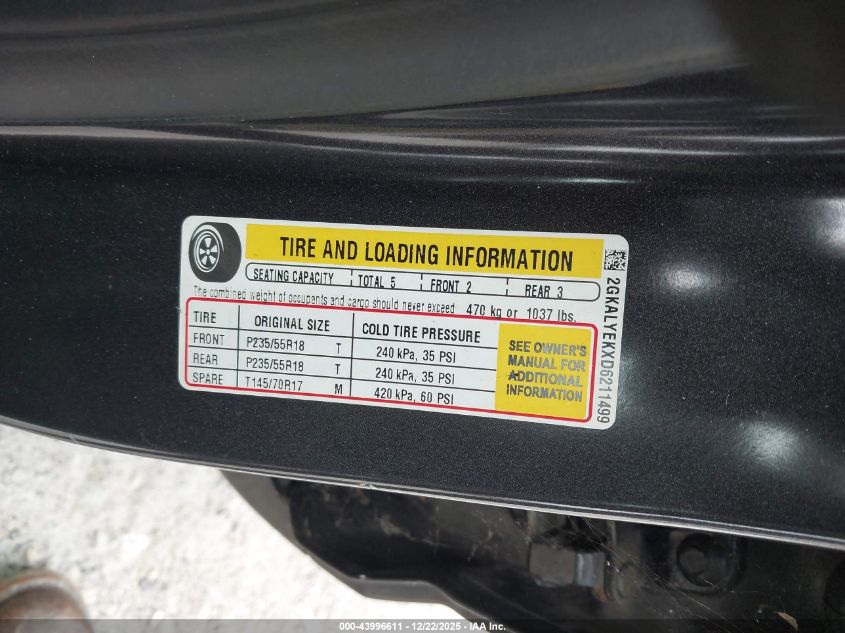 TIRE AND LOADING INFORMATION
SEATING CAPACITY TOTAL 5 FRONT 2 REAR 3
The combined weight of occupants and cargo should never exceed 470 kg or 1037 lbs.
TIRE ORIGINAL SIZE COLD TIRE PRESSURE
FRONT P235/55R18 T 240 kPa, 35 PSI
REAR P235/55R18 T 240 kPa, 35 PSI
SPARE T145/70R17 M 420 kPa, 60 PSI
SEE OWNER'S
MANUAL FOR
ADDITIONAL
INFORMATION
2GKALYEKXD6211499
000-43996611 - 12/22/2025 - IAA Inc.